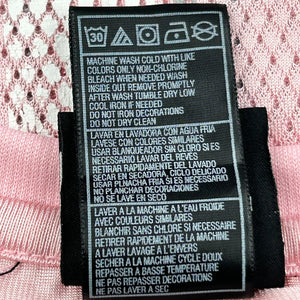 30
MACHINE WASH COLD WITH LIKE
COLORS ONLY NON-CHLORINE
BLEACH WHEN NEEDED WASH
INSIDE OUT REMOVE PROMPTLY
AFTER WASH TUMBLE DRY LOW
COOL IRON IF NEEDED
DO NOT IRON DECORATIONS
DO NOT DRY CLEAN
LAVAR EN LAVADORA CON AGUA FRIA
LAVESE CON COLORES SIMILARES
USAR BLANQUEADOR SIN CLORO SI ES
NECESARIO LAVAR DEL REVES
RETIRAR RAPIDAMENTE DEL LAVADO
SECAR EN SECADORA, CICLO DELICADO
USAR PLNACHA FRIA SI ES NECESARIO
NO PLANCHAR DECORACIONES
NO SE LAVE EN SECO
LAVER A LA MACHINE A L'EAU FROIDE
AVEC COULEURS SIMILAIRES
BLANCHIR SANS CHLORE SI NECESSAIRE
RETIRER RAPIDEMENT DE LA MACHINE
A LAVER LAVAGE A L'ENVERS
SECHER A LA MACHINE CYCLE DOUX
REPASSER A BASSE TEMPERATURE
NE PAS REPASSER LES DECORATIONS
NE PAS LAVER A SEC